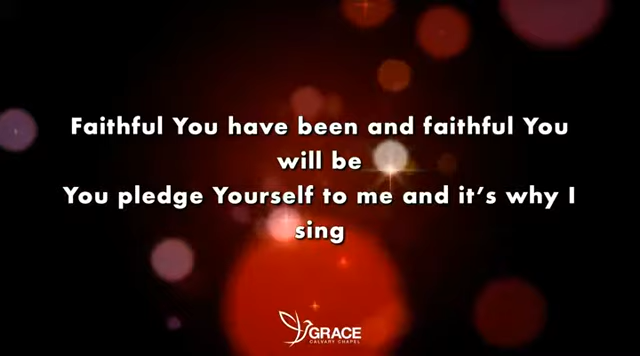 Faithful You have been and faithful You
will be
You pledge Yourself to me and it's why I
sing
GRACE
CALVARY CHAPEL